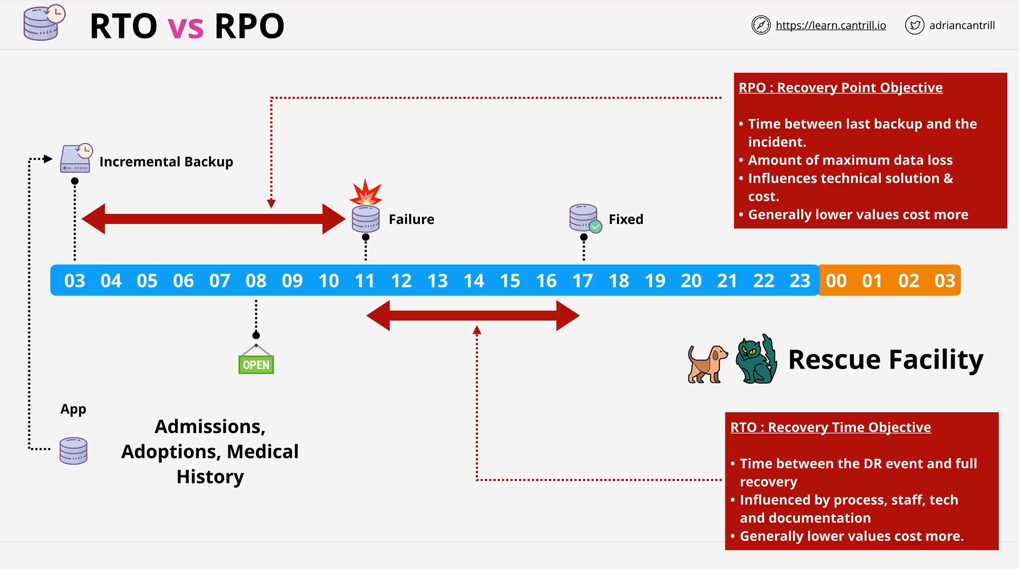 RTO vs RPO
https://learn.cantrill.io
adriancantrill
RPO : Recovery Point Objective
• Time between last backup and the
incident.
• Amount of maximum data loss
• Influences technical solution &
cost.
• Generally lower values cost more
Incremental Backup
Failure
Fixed
03 04 05 06 07 08 09 10 11 12 13 14 15 16 17 18 19 20 21 22 23 00 01 02 03
OPEN
Rescue Facility
App
Admissions,
Adoptions, Medical
History
RTO : Recovery Time Objective
• Time between the DR event and full
recovery
• Influenced by process, staff, tech
and documentation
• Generally lower values cost more.